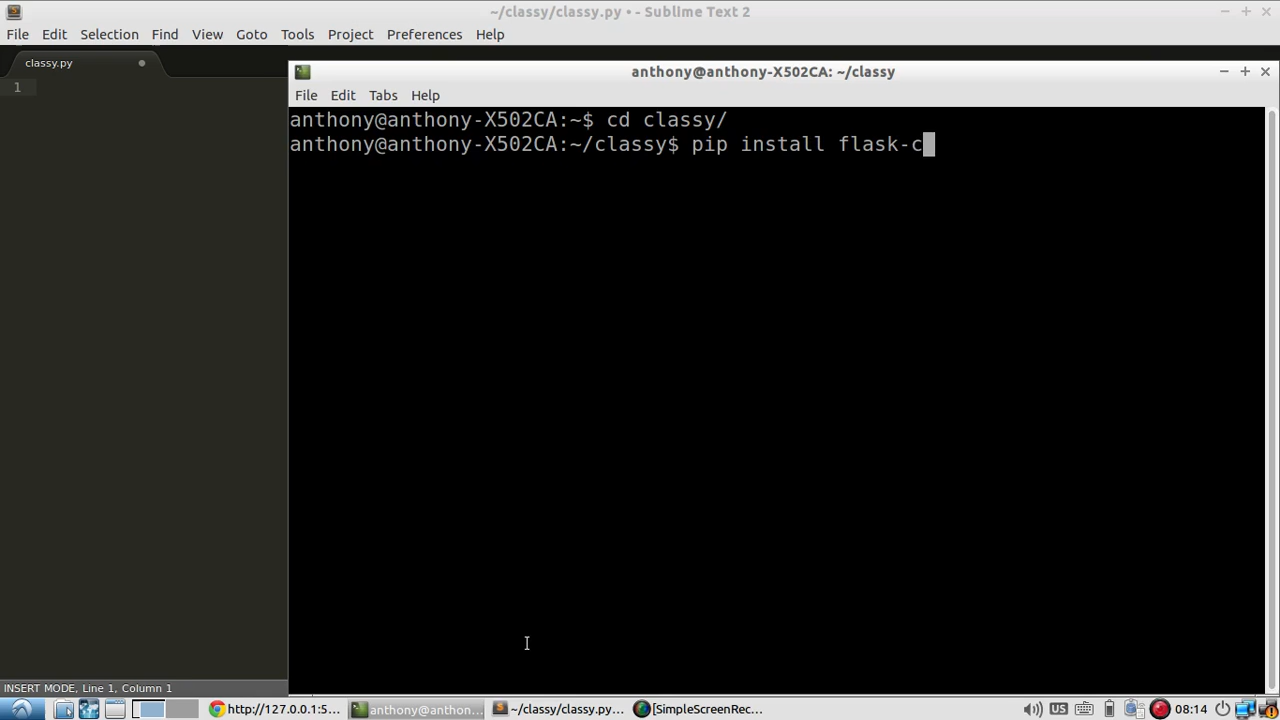 ~/classy/classy.py • - Sublime Text 2
File Edit Selection Find View Goto Tools Project Preferences Help
classy.py
1
anthony@anthony-X502CA: ~/classy
File Edit Tabs Help
anthony@anthony-X502CA:~$ cd classy/
anthony@anthony-X502CA:~/classy$ pip install flask-c
INSERT MODE, Line 1, Column 1
http://127.0.0.1:5... anthony@anthon... ~/classy/classy.py... [SimpleScreenRec... US 08:14